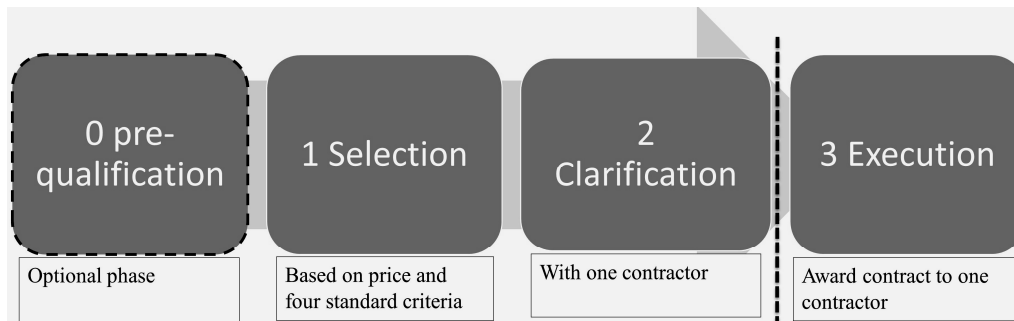 0 pre-
qualification
1 Selection
2
Clarification
3 Execution
Optional phase
Based on price and
four standard criteria
With one contractor
Award contract to one
contractor